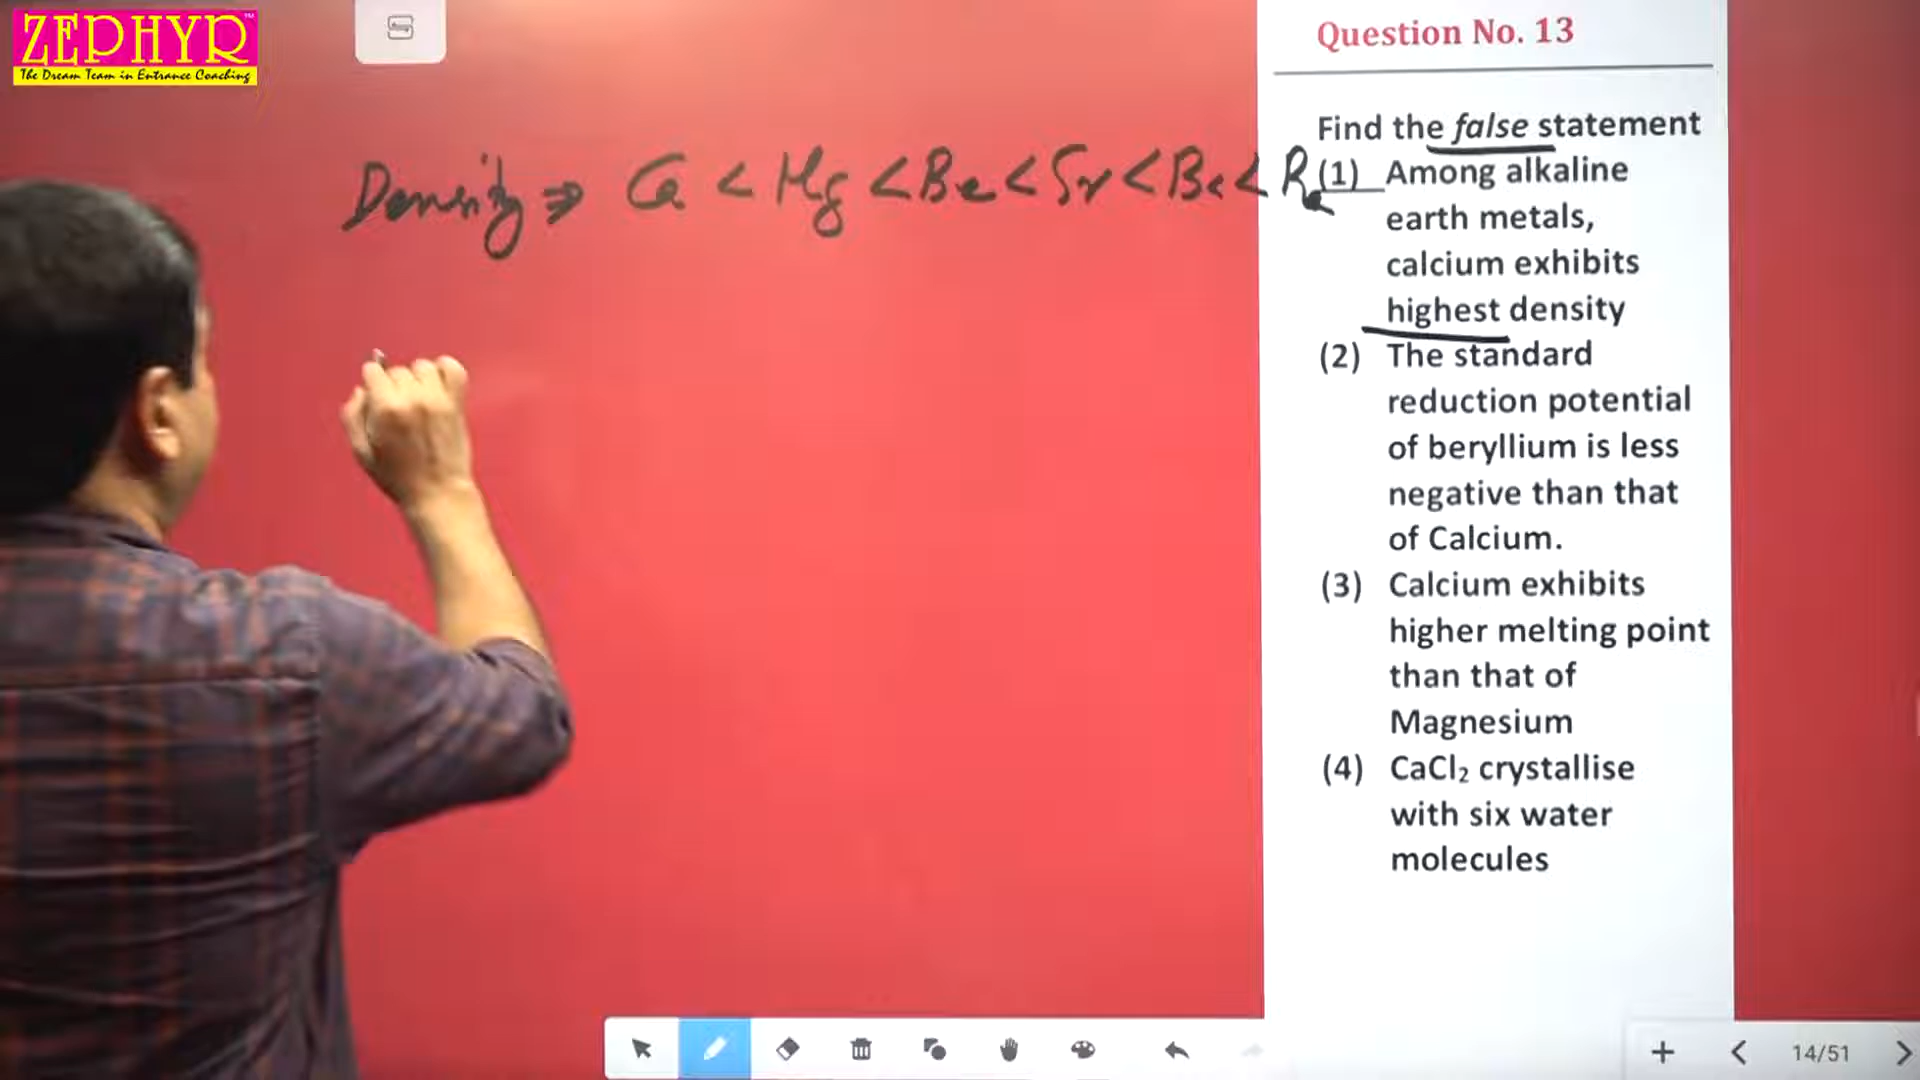 ZEPHYR™
The Dream Team in Entrance Coaching
Question No. 13
Density ⇒ Ca < Mg < Be < Sr < Ba < Ra
Find the false statement
(1) Among alkaline
earth metals,
calcium exhibits
highest density
(2) The standard
reduction potential
of beryllium is less
negative than that
of Calcium.
(3) Calcium exhibits
higher melting point
than that of
Magnesium
(4) CaCl₂ crystallise
with six water
molecules
14/51